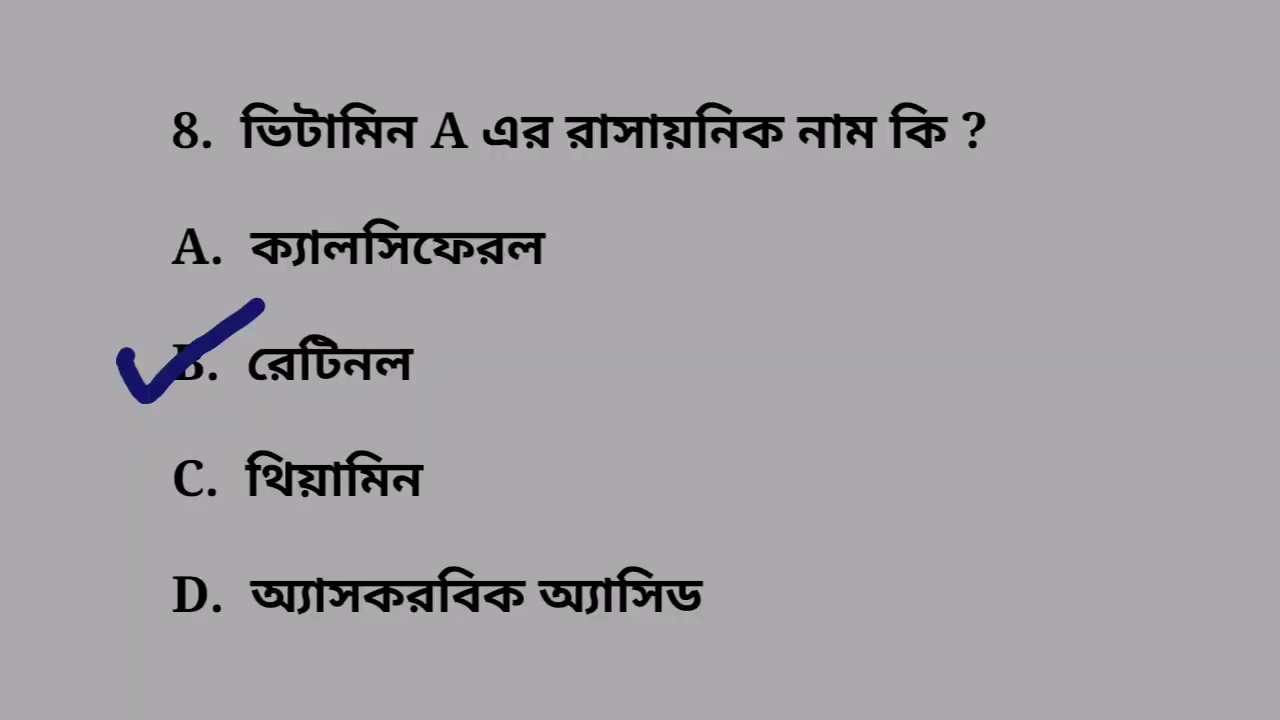 8. ভিটামিন A এর রাসায়নিক নাম কি ?
A. ক্যালসিফেরল
B. রেটিনল
C. থিয়ামিন
D. অ্যাসকরবিক অ্যাসিড